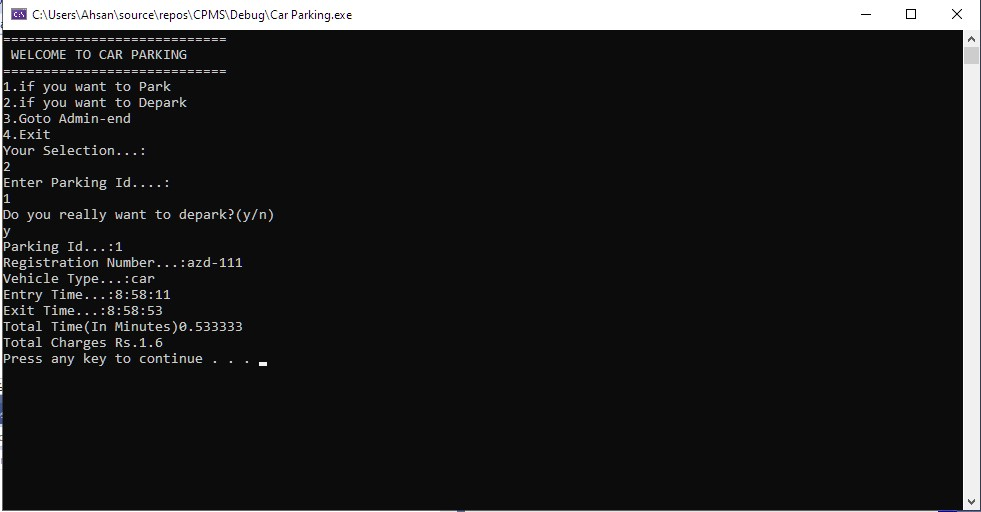 C:\Users\Ahsan\source\repos\CPMS\Debug\Car Parking.exe
============================
WELCOME TO CAR PARKING
============================
1.if you want to Park
2.if you want to Depark
3.Goto Admin-end
4.Exit
Your Selection...:
2
Enter Parking Id....:
1
Do you really want to depark?(y/n)
y
Parking Id...:1
Registration Number...:azd-111
Vehicle Type...:car
Entry Time...:8:58:11
Exit Time...:8:58:53
Total Time(In Minutes)0.533333
Total Charges Rs.1.6
Press any key to continue . . .